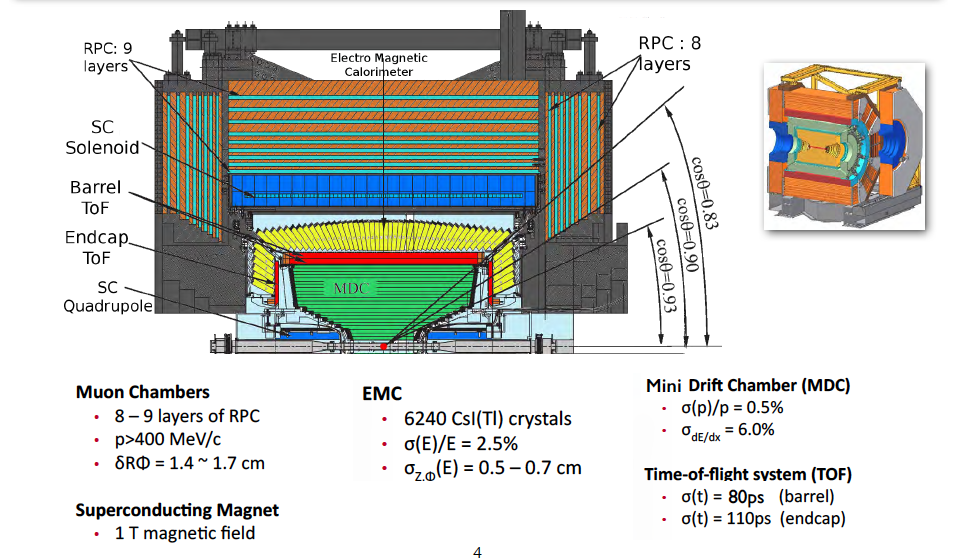 RPC: 9
layers
Electro Magnetic
Calorimeter
RPC : 8
layers
SC
Solenoid
Barrel
ToF
Endcap
ToF
SC
Quadrupole
MDC
cosθ=0.83
cosθ=0.90
cosθ=0.93
Muon Chambers
• 8 – 9 layers of RPC
• p>400 MeV/c
• δRΦ = 1.4 ~ 1.7 cm
Superconducting Magnet
• 1 T magnetic field
EMC
• 6240 CsI(Tl) crystals
• σ(E)/E = 2.5%
• σZ,Φ(E) = 0.5 – 0.7 cm
Mini Drift Chamber (MDC)
• σ(p)/p = 0.5%
• σdE/dx = 6.0%
Time-of-flight system (TOF)
• σ(t) = 80ps (barrel)
• σ(t) = 110ps (endcap)
4